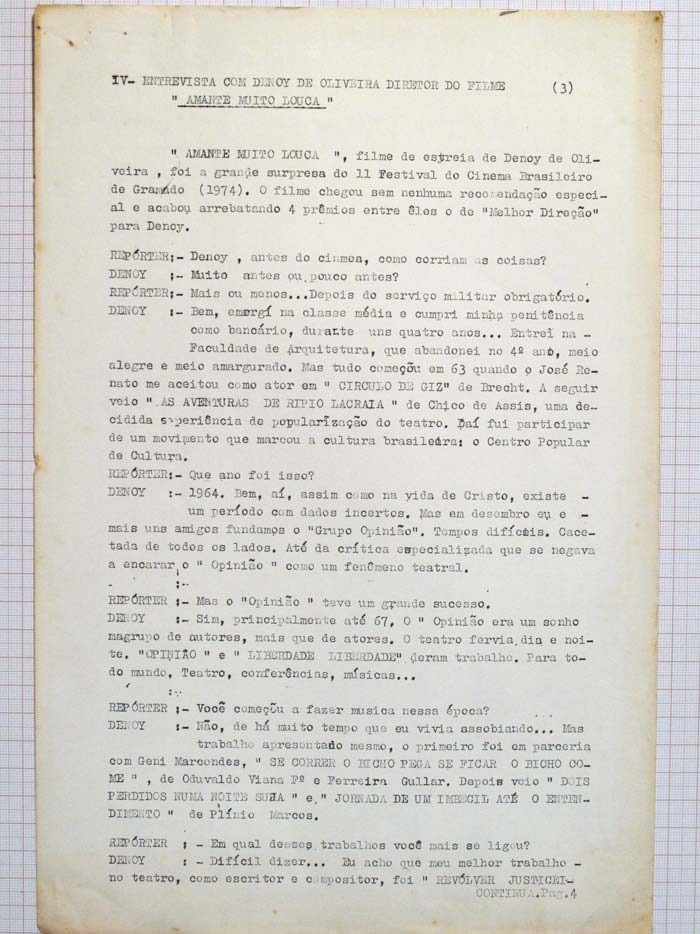 IV- ENTREVISTA COM DENOY DE OLIVEIRA DIRETOR DO FILME (3)
" AMANTE MUITO LOUCA "
" AMANTE MUITO LOUCA ", filme de estreia de Denoy de Oli-
veira , foi a grande surpresa do ll Festival do Cinema Brasileiro
de Gramado (1974). O filme chegou sem nenhuma recomendação especi-
al e acabou arrebatando 4 prêmios entre êles o de "Melhor Direção"
para Denoy.
REPÓRTER:- Denoy , antes do cinmea, como corriam as coisas?
DENOY :- Muito antes ou pouco antes?
REPÓRTER:- Mais ou menos...Depois do serviço militar obrigatório.
DENOY :- Bem, emergí na classe média e cumpri minha penitência
como bancário, durante uns quatro anos... Entrei na -
Faculdade de Arquitetura, que abandonei no 4º ano, meio
alegre e meio amargurado. Mas tudo começou em 63 quando o José Re-
nato me aceitou como ator em " CIRCULO DE GIZ" de Brecht. A seguir
veio " AS AVENTURAS DE RIPIO LACRAIA " de Chico de Assis, uma de-
cidida experiência de popularização do teatro. Daí fui participar
de um movimento que marcou a cultura brasileira: o Centro Popular
de Cultura.
REPÓRTER:- Que ano foi isso?
DENOY :- 1964. Bem, aí, assim como na vida de Cristo, existe -
um período com dados incertos. Mas em desembro eu e -
mais uns amigos fundamos o "Grupo Opinião". Tempos difíceis. Cace-
tada de todos os lados. Até da crítica especializada que se negava
a encarar o " Opinião " como um fenômeno teatral.
:-
REPÓRTER :- Mas o "Opinião " teve um grande sucesso.
DENOY :- Sim, principalmente até 67, O " Opinião era um sonho
magrupo de autores, mais que de atores. O teatro fervia dia e noi-
te. "OPINIÃO " e " LIBERDADE LIBERDADE" deram trabalho. Para to-
do mundo. Teatro, conferências, músicas...
:-
REPÓRTER :- Você começou a fazer musica nessa época?
DENOY :- Não, de há muito tempo que eu vivia assobiando... Mas
trabalho apresentado mesmo, o primeiro foi em parceria
com Geni Marcondes, " SE CORRER O BICHO PEGA SE FICAR O BICHO CO-
ME " , de Oduvaldo Viana Fº e Ferreira Gullar. Depois veio " DOIS
PERDIDOS NUMA NOITE SUJA " e " JORNADA DE UM IMBECIL ATÉ O ENTEN-
DIMENTO " de Plínio Marcos.
REPÓRTER :- Em qual desses trabalhos você mais se ligou?
DENOY :- Difícil dizer... Eu acho que meu melhor trabalho -
no teatro, como escritor e compositor, foi " REVÓLVER JUSTICEI-
CONTINUA.Pag.4